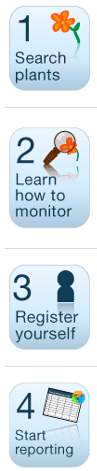 1
Search
plants
2
Learn
how to
monitor
3
Register
yourself
4
Start
reporting